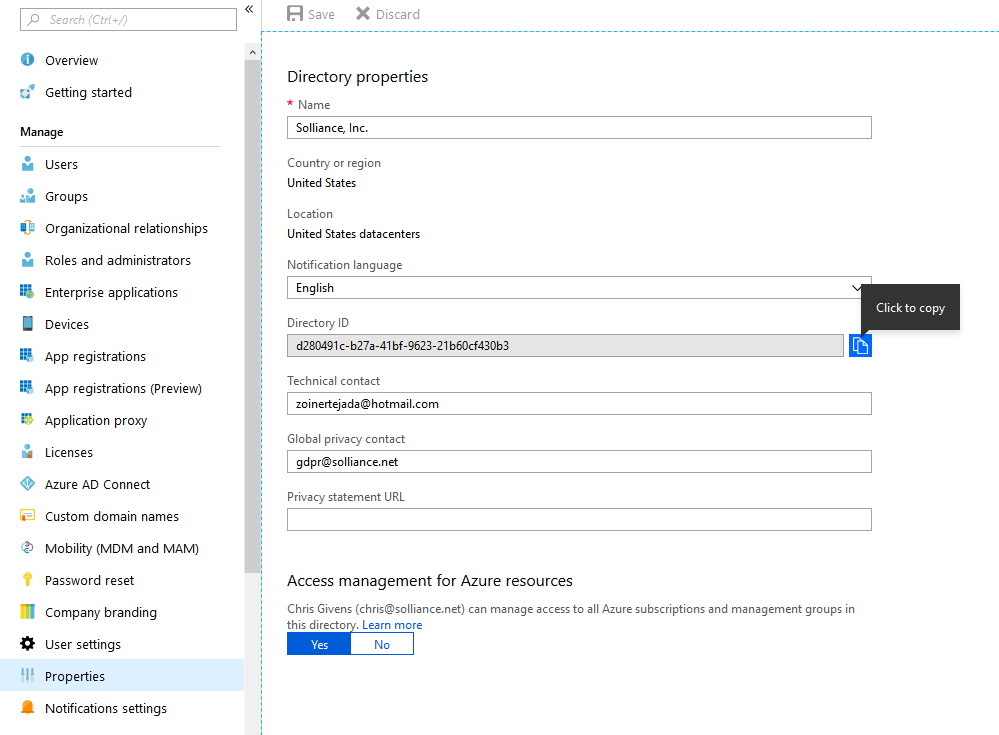 Search (Ctrl+/)
«
Overview
Getting started
Manage
Users
Groups
Organizational relationships
Roles and administrators
Enterprise applications
Devices
App registrations
App registrations (Preview)
Application proxy
Licenses
Azure AD Connect
Custom domain names
Mobility (MDM and MAM)
Password reset
Company branding
User settings
Properties
Notifications settings
Save Discard
Directory properties
* Name
Solliance, Inc.
Country or region
United States
Location
United States datacenters
Notification language
English
Click to copy
Directory ID
d280491c-b27a-41bf-9623-21b60cf430b3
Technical contact
zoinertejada@hotmail.com
Global privacy contact
gdpr@solliance.net
Privacy statement URL
Access management for Azure resources
Chris Givens (chris@solliance.net) can manage access to all Azure subscriptions and management groups in
this directory. Learn more
Yes No